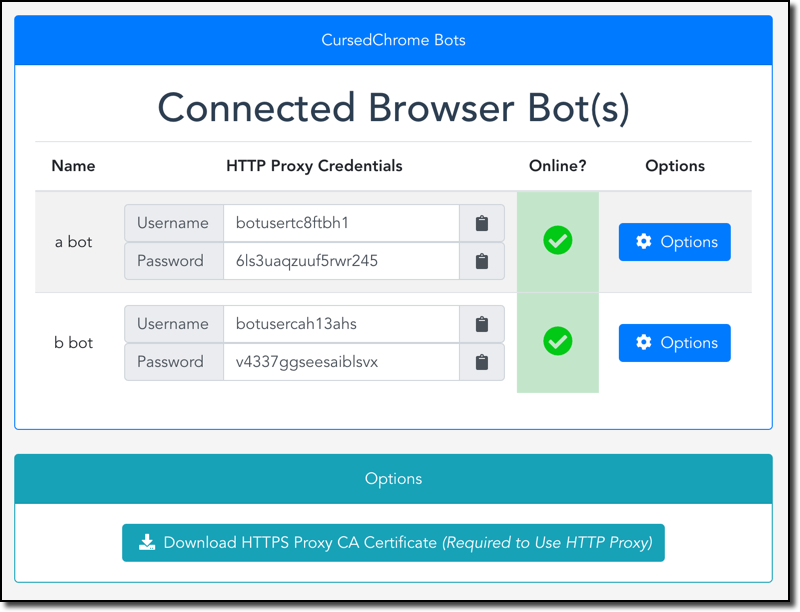 CursedChrome Bots
Connected Browser Bot(s)
Name HTTP Proxy Credentials Online? Options
a bot
Username botusertc8ftbh1
Password 6ls3uaqzuuf5rwr245
Options
b bot
Username botusercah13ahs
Password v4337ggseesaiblsvx
Options
Options
Download HTTPS Proxy CA Certificate (Required to Use HTTP Proxy)